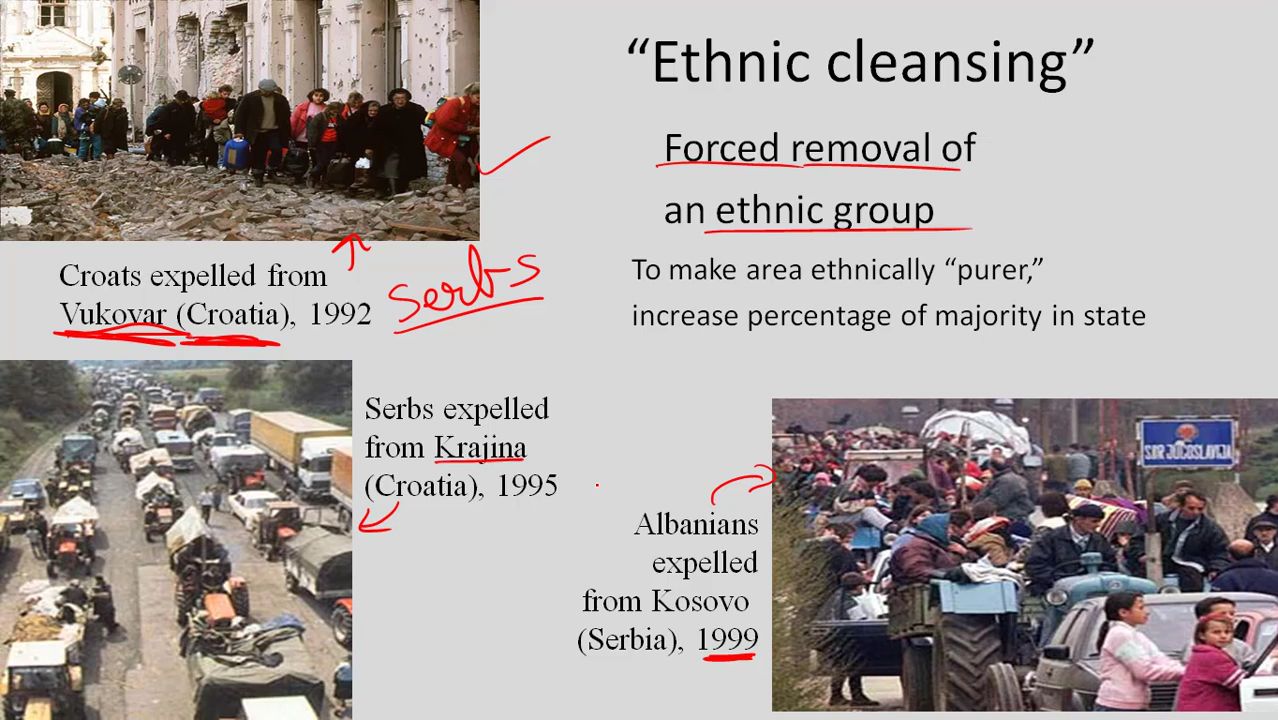 “Ethnic cleansing”
Forced removal of
an ethnic group
To make area ethnically “purer,”
increase percentage of majority in state
Croats expelled from
Vukovar (Croatia), 1992
Serbs
Serbs expelled
from Krajina
(Croatia), 1995
Albanians
expelled
from Kosovo
(Serbia), 1999
S.R JUGOSLAVIJA